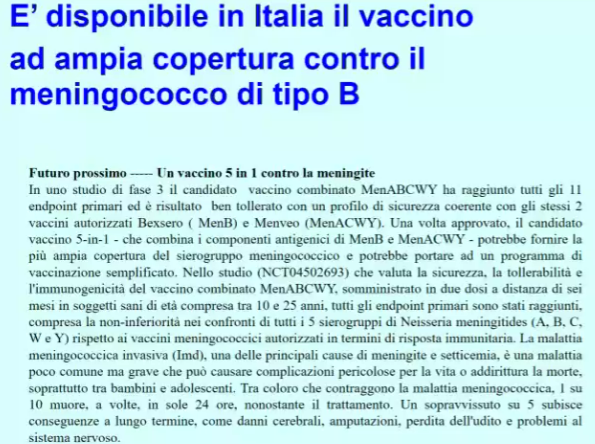 E' disponibile in Italia il vaccino
ad ampia copertura contro il
meningococco di tipo B
Futuro prossimo ----- Un vaccino 5 in 1 contro la meningite
In uno studio di fase 3 il candidato vaccino combinato MenABCWY ha raggiunto tutti gli 11
endpoint primari ed è risultato ben tollerato con un profilo di sicurezza coerente con gli stessi 2
vaccini autorizzati Bexsero ( MenB) e Menveo (MenACWY). Una volta approvato, il candidato
vaccino 5-in-1 - che combina i componenti antigenici di MenB e MenACWY - potrebbe fornire la
più ampia copertura del sierogruppo meningococcico e potrebbe portare ad un programma di
vaccinazione semplificato. Nello studio (NCT04502693) che valuta la sicurezza, la tollerabilità e
l'immunogenicità del vaccino combinato MenABCWY, somministrato in due dosi a distanza di sei
mesi in soggetti sani di età compresa tra 10 e 25 anni, tutti gli endpoint primari sono stati raggiunti,
compresa la non-inferiorità nei confronti di tutti i 5 sierogruppi di Neisseria meningitides (A, B, C,
W e Y) rispetto ai vaccini meningococcici autorizzati in termini di risposta immunitaria. La malattia
meningococcica invasiva (Imd), una delle principali cause di meningite e setticemia, è una malattia
poco comune ma grave che può causare complicazioni pericolose per la vita o addirittura la morte,
soprattutto tra bambini e adolescenti. Tra coloro che contraggono la malattia meningococcica, 1 su
10 muore, a volte, in sole 24 ore, nonostante il trattamento. Un sopravvissuto su 5 subisce
conseguenze a lungo termine, come danni cerebrali, amputazioni, perdita dell'udito e problemi al
sistema nervoso.